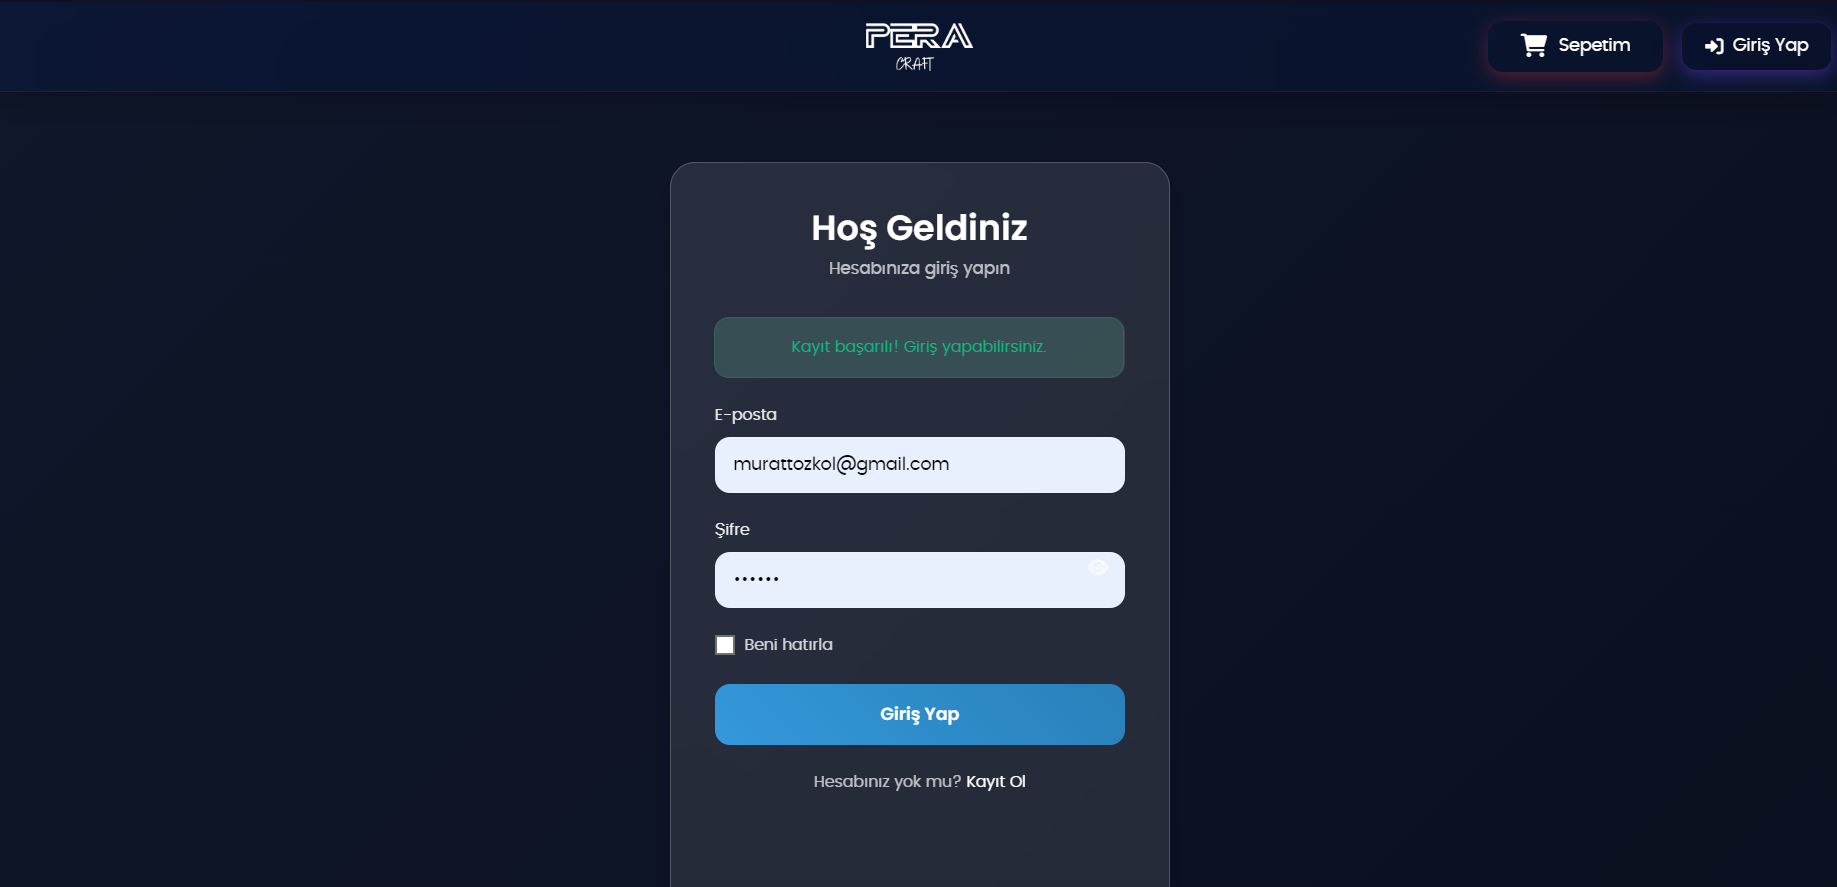 PERA
CRAFT
Sepetim
Giriş Yap
Hoş Geldiniz
Hesabınıza giriş yapın
Kayıt başarılı! Giriş yapabilirsiniz.
E-posta
murattozkol@gmail.com
Şifre
••••••
Beni hatırla
Giriş Yap
Hesabınız yok mu? Kayıt Ol